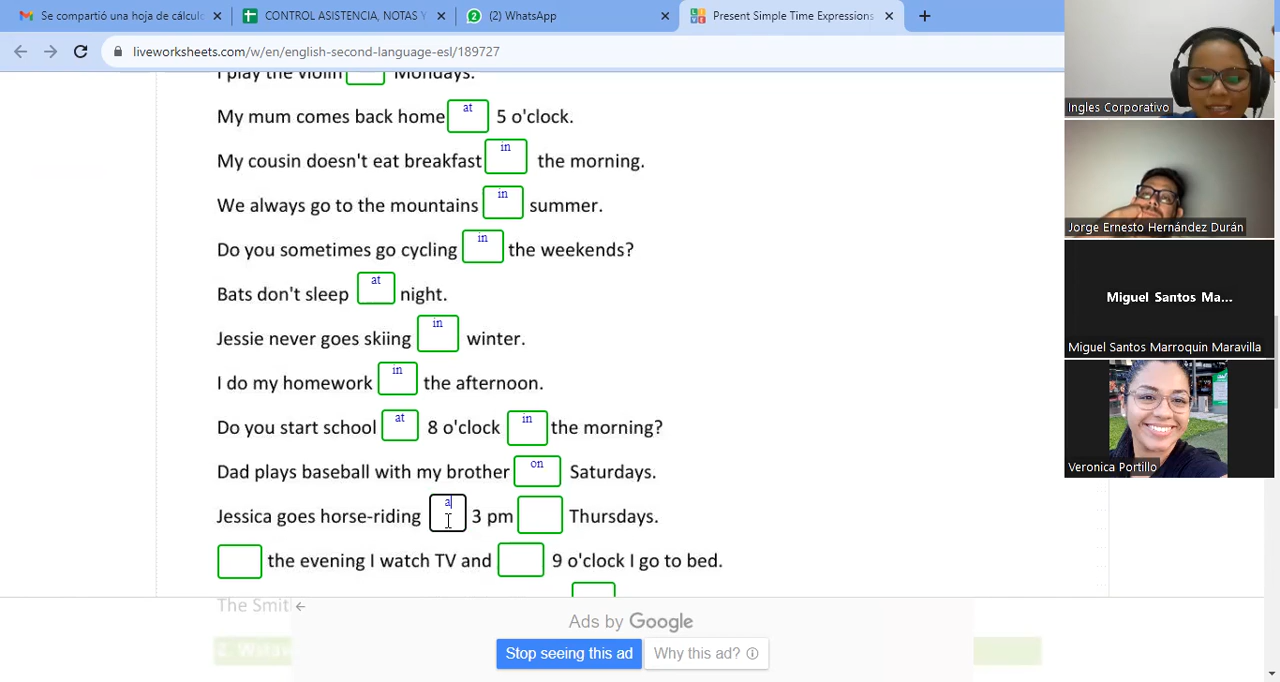 Se compartió una hoja de cálcu
CONTROL ASISTENCIA, NOTAS Y
(2) WhatsApp
Present Simple Time Expressions
liveworksheets.com/w/en/english-second-language-esl/189727
I play the violin Mondays.
My mum comes back home at 5 o'clock.
My cousin doesn't eat breakfast in the morning.
We always go to the mountains in summer.
Do you sometimes go cycling in the weekends?
Bats don't sleep at night.
Jessie never goes skiing in winter.
I do my homework in the afternoon.
Do you start school at 8 o'clock in the morning?
Dad plays baseball with my brother on Saturdays.
Jessica goes horse-riding a 3 pm Thursdays.
the evening I watch TV and 9 o'clock I go to bed.
The Smit
Ads by Google
Stop seeing this ad
Why this ad?
Ingles Corporativo
Jorge Ernesto Hernández Durán
Miguel Santos Ma...
Miguel Santos Marroquin Maravilla
Veronica Portillo